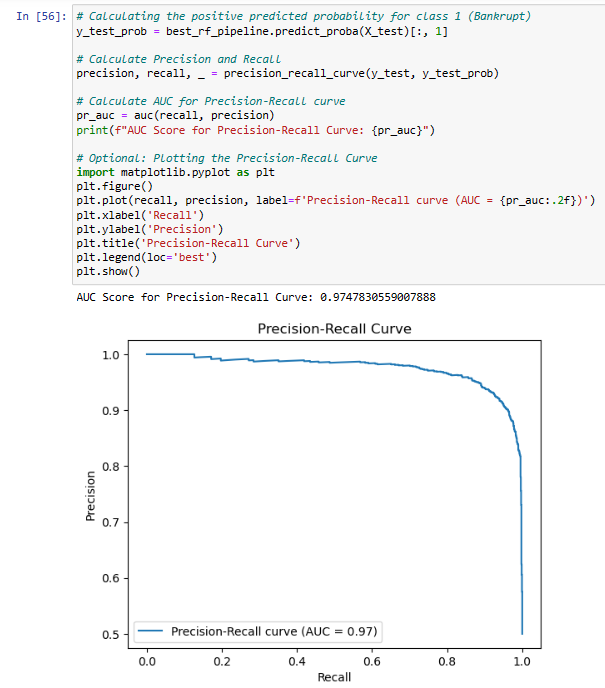 In [56]: # Calculating the positive predicted probability for class 1 (Bankrupt)
y_test_prob = best_rf_pipeline.predict_proba(X_test)[:, 1]
# Calculate Precision and Recall
precision, recall, _ = precision_recall_curve(y_test, y_test_prob)
# Calculate AUC for Precision-Recall curve
pr_auc = auc(recall, precision)
print(f"AUC Score for Precision-Recall Curve: {pr_auc}")
# Optional: Plotting the Precision-Recall Curve
import matplotlib.pyplot as plt
plt.figure()
plt.plot(recall, precision, label=f'Precision-Recall curve (AUC = {pr_auc:.2f})')
plt.xlabel('Recall')
plt.ylabel('Precision')
plt.title('Precision-Recall Curve')
plt.legend(loc='best')
plt.show()
AUC Score for Precision-Recall Curve: 0.9747830559007888
Precision-Recall Curve
1.0
0.9
0.8
0.7
0.6
0.5
Precision
Precision-Recall curve (AUC = 0.97)
0.0 0.2 0.4 0.6 0.8 1.0
Recall